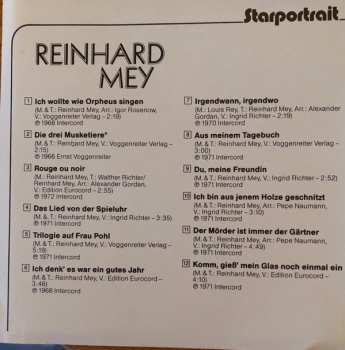 Starportrait
REINHARD
MEY
1 Ich wollte wie Orpheus singen
(M. & T.: Reinhard Mey, Arr: Igor Rosenow,
V.: Voggenreiter Verlag – 2:19)
℗ 1968 Intercord
2 Die drei Musketiere*
(M. & T.: Reinhard Mey, V.: Voggenreiter Verlag –
2:15)
℗ 1966 Ernst Voggenreiter
3 Rouge ou noir
(M.: Reinhard Mey, T.: Walther Richter/
Reinhard Mey, Arr: Alexander Gordan,
V.: Edition Eurocord – 2:55)
℗ 1972 Intercord
4 Das Lied von der Spieluhr
(M. & T.: Reinhard Mey, V.: Ingrid Richter – 3:35)
℗ 1971 Intercord
5 Trilogie auf Frau Pohl
(M. & T.: Reinhard Mey, V.: Voggenreiter Verlag –
5:19)
℗ 1971 Intercord
6 Ich denk' es war ein gutes Jahr
(M. & T.: Reinhard Mey, V.: Edition Eurocord –
3:46)
℗ 1968 Intercord
7 Irgendwann, irgendwo
(M.: Louis Rey, T.: Reinhard Mey, Arr.: Alexander
Gordan, V.: Ingrid Richter – 2:19)
℗ 1970 Intercord
8 Aus meinem Tagebuch
(M. & T.: Reinhard Mey, V.: Voggenreiter Verlag –
3:00)
℗ 1971 Intercord
9 Du, meine Freundin
(M. & T.: Reinhard Mey, V.: Ingrid Richter – 2:52)
℗ 1971 Intercord
10 Ich bin aus jenem Holze geschnitzt
(M. & T.: Reinhard Mey, Arr.: Pepe Naumann,
V.: Ingrid Richter – 3:10)
℗ 1971 Intercord
11 Der Mörder ist immer der Gärtner
(M. & T.: Reinhard Mey, Arr.: Pepe Naumann,
V.: Ingrid Richter – 4:49)
℗ 1971 Intercord
12 Komm, gieß' mein Glas noch einmal ein
(M. & T.: Reinhard Mey, V.: Edition Eurocord –
4:10)
℗ 1971 Intercord